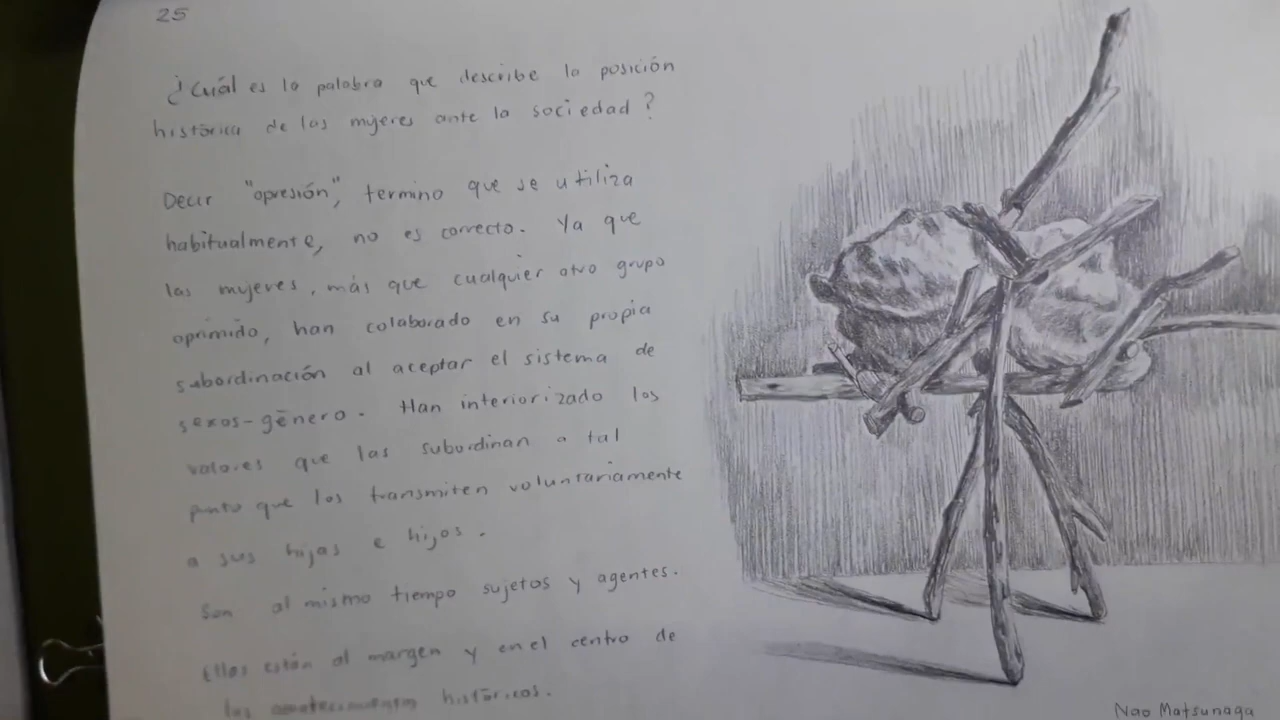 25
¿Cuál es la palabra que describe la posición
histórica de las mujeres ante la sociedad?
Decir "opresión", termino que se utiliza
habitualmente, no es correcto. Ya que
las mujeres, más que cualquier otro grupo
oprimido, han colaborado en su propia
subordinación al aceptar el sistema de
sexos-género. Han interiorizado los
valores que las subordinan a tal
punto que los transmiten voluntariamente
a sus hijas e hijos.
Son al mismo tiempo sujetos y agentes.
Ellas están al margen y en el centro de
los acontecimientos históricos.
Nao Matsunaga